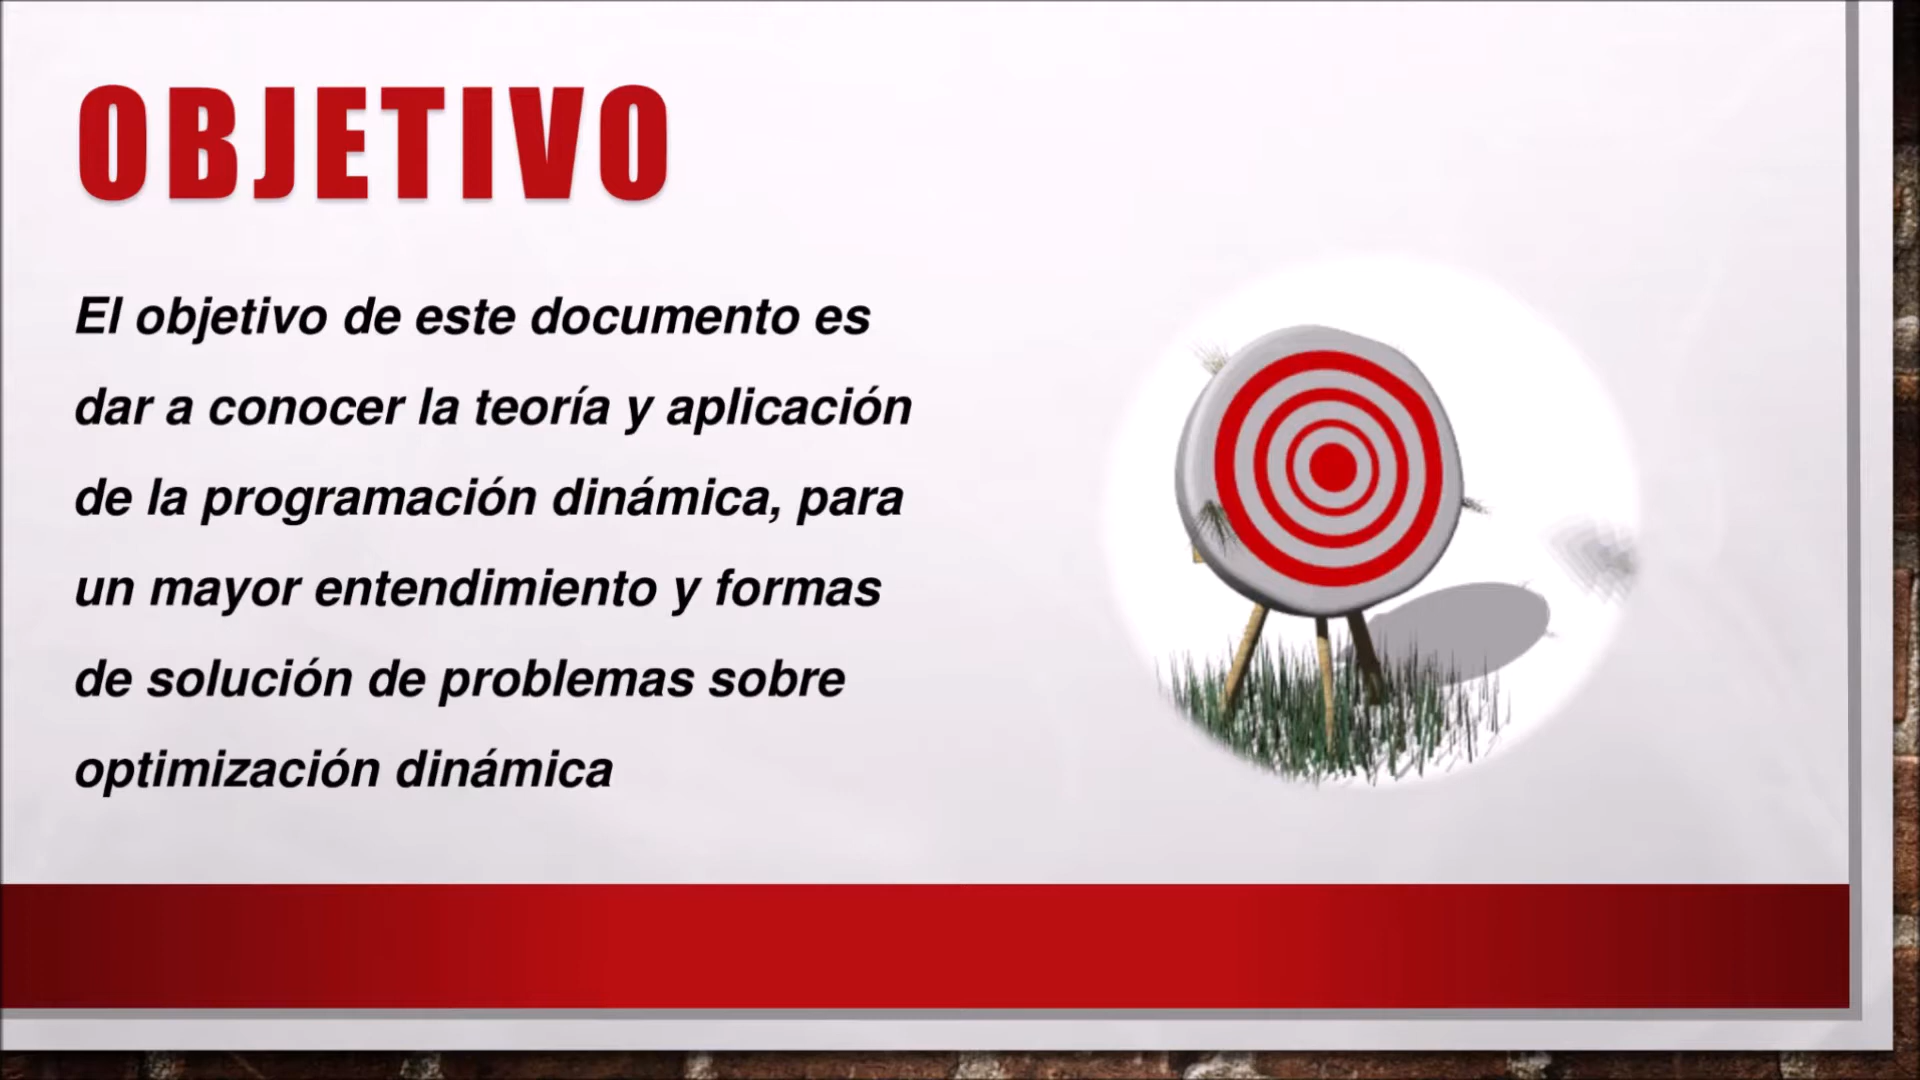 OBJETIVO
El objetivo de este documento es
dar a conocer la teoría y aplicación
de la programación dinámica, para
un mayor entendimiento y formas
de solución de problemas sobre
optimización dinámica